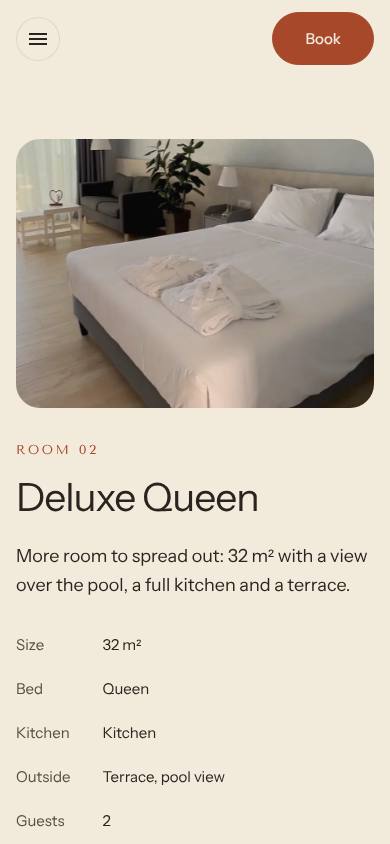 Book
ROOM 02
Deluxe Queen
More room to spread out: 32 m² with a view
over the pool, a full kitchen and a terrace.
Size 32 m²
Bed Queen
Kitchen Kitchen
Outside Terrace, pool view
Guests 2